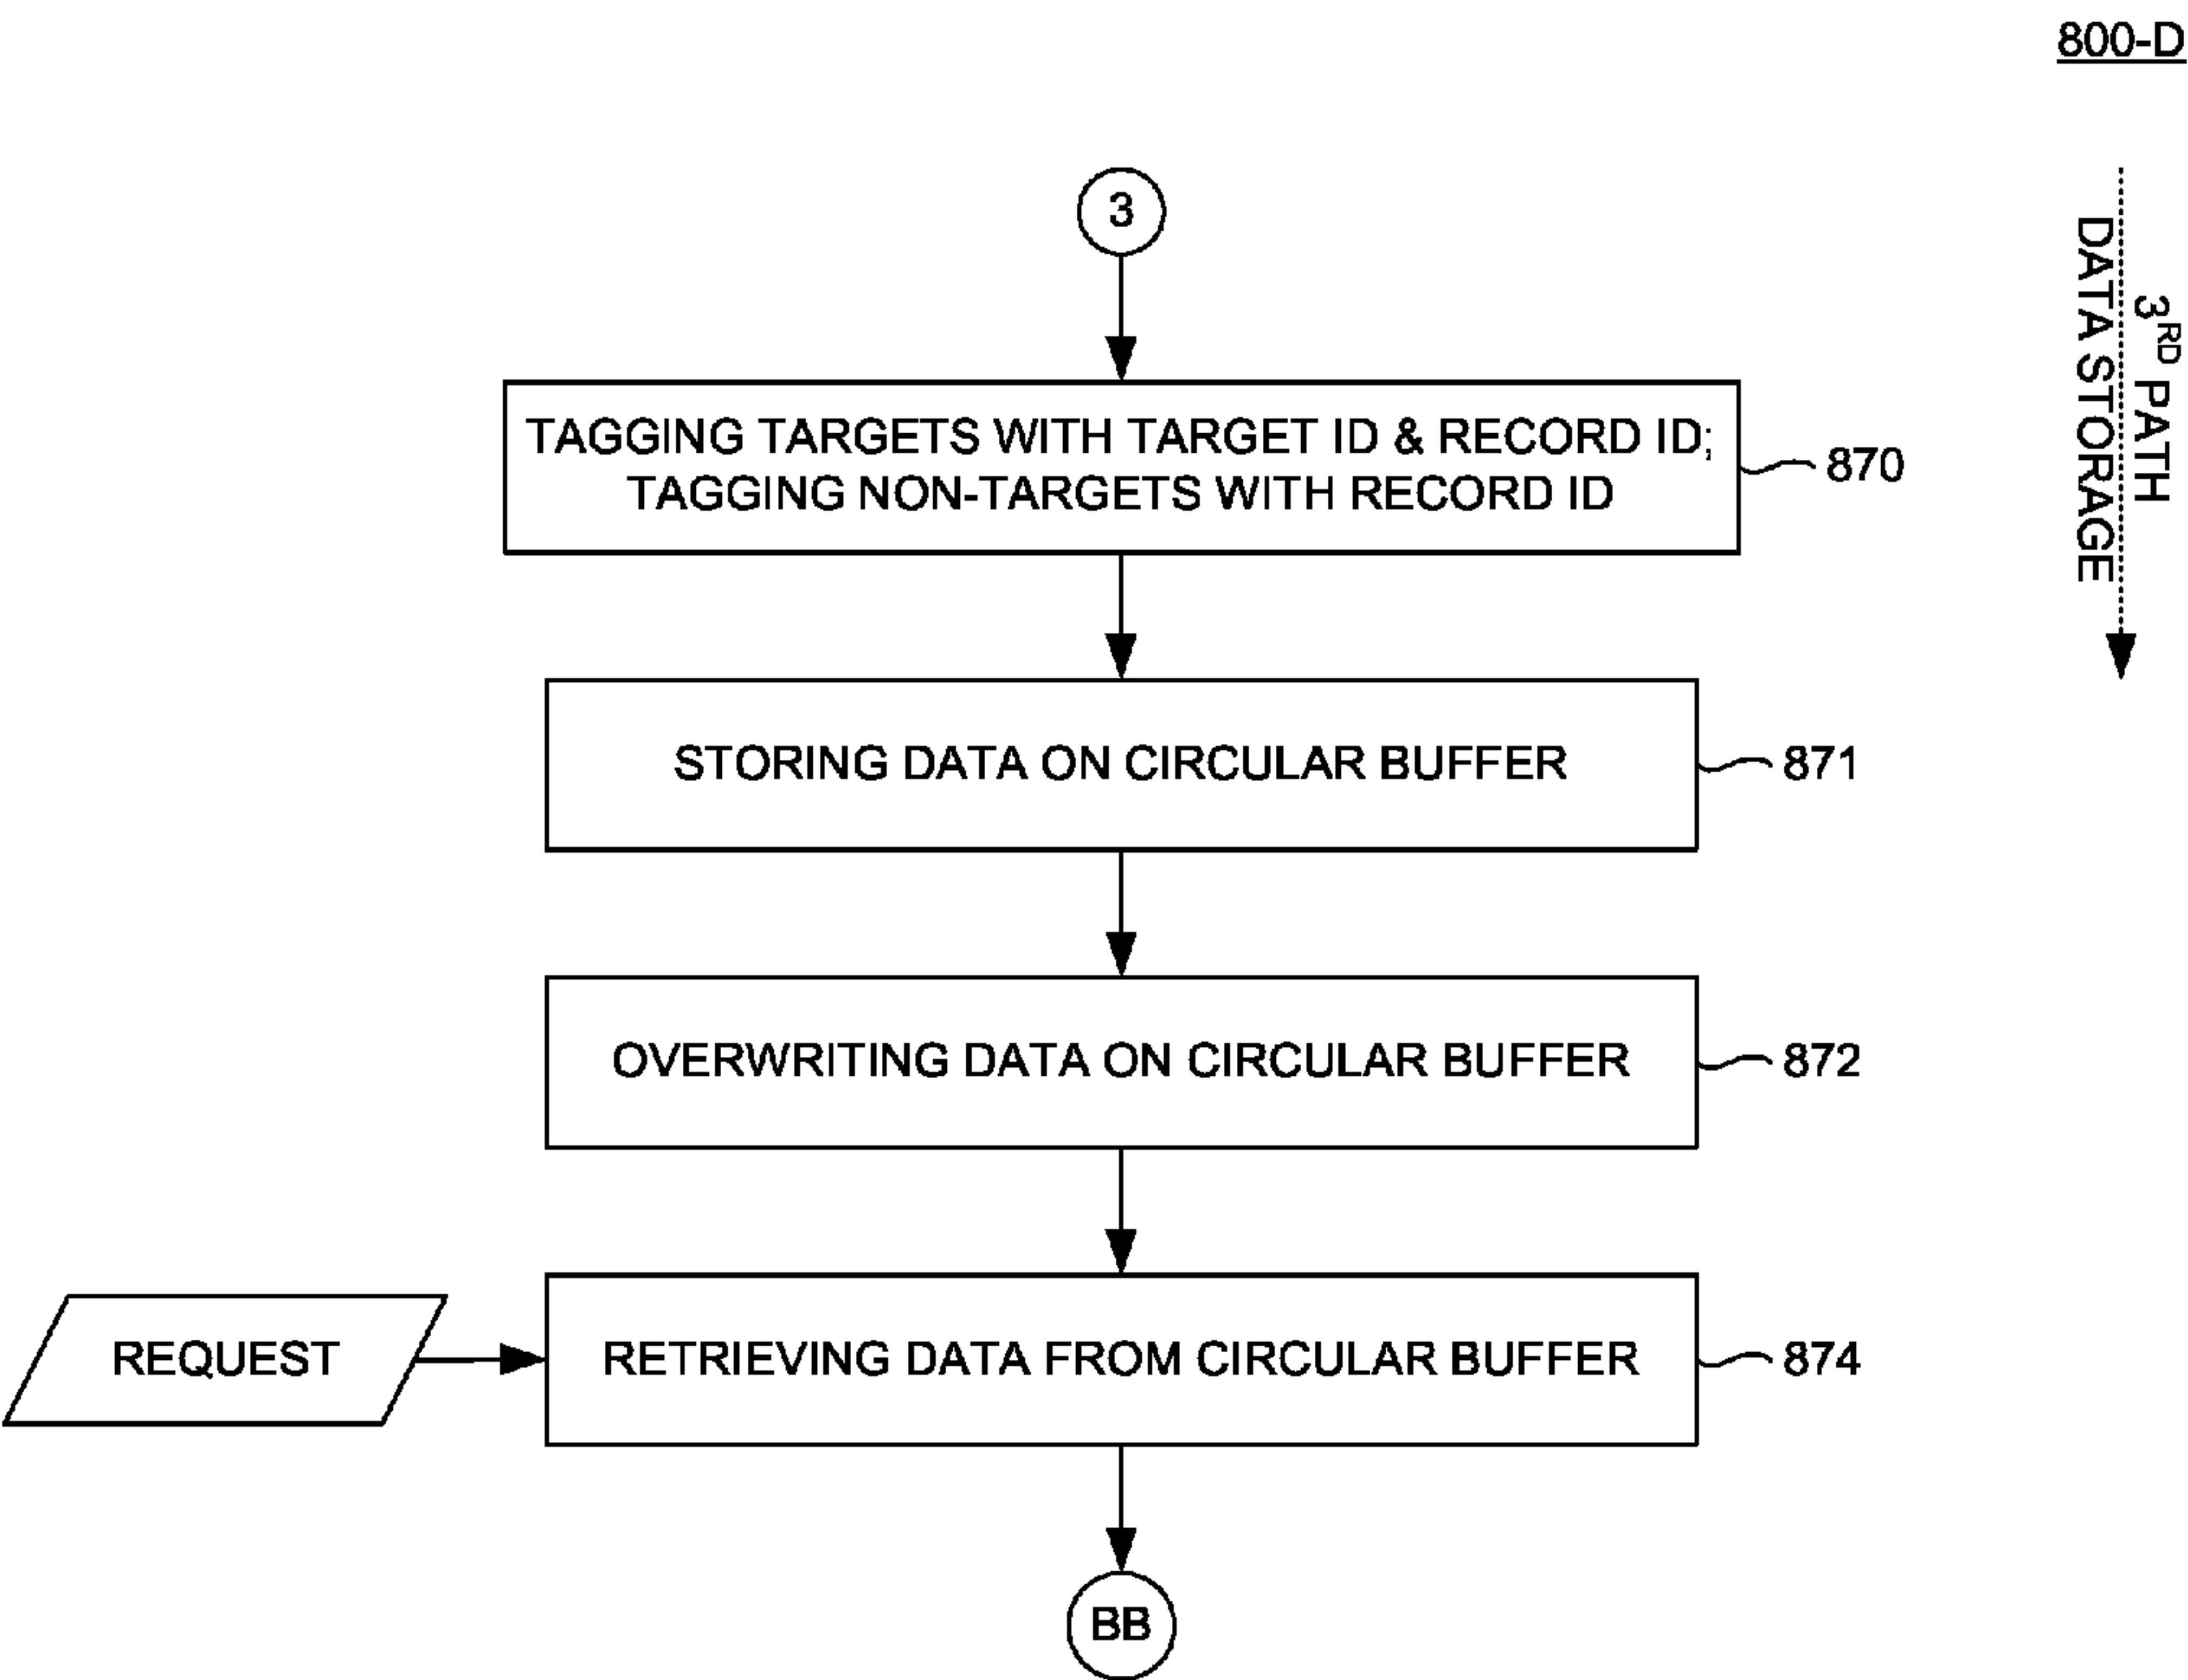 800-D
3
3RD PATH
DATA STORAGE
TAGGING TARGETS WITH TARGET ID & RECORD ID;
TAGGING NON-TARGETS WITH RECORD ID
870
STORING DATA ON CIRCULAR BUFFER
871
OVERWRITING DATA ON CIRCULAR BUFFER
872
REQUEST
RETRIEVING DATA FROM CIRCULAR BUFFER
874
BB